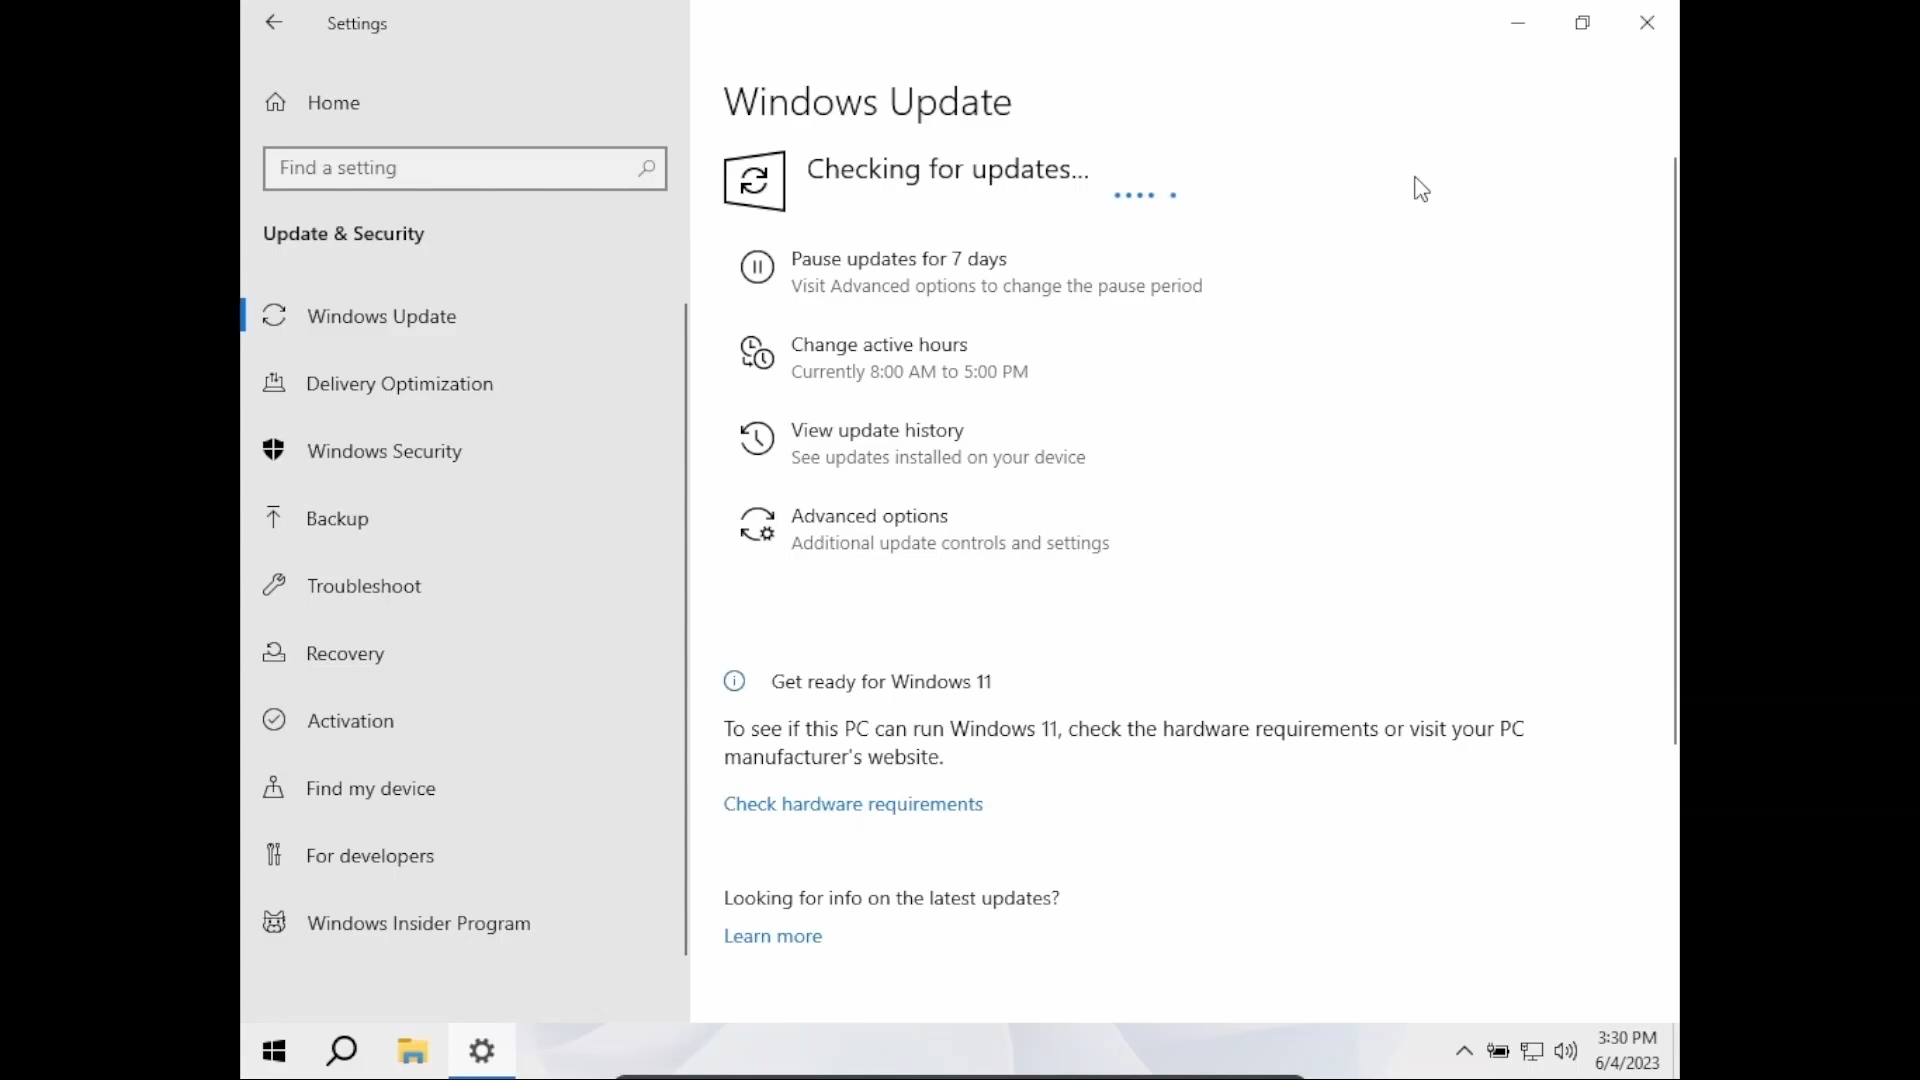 Settings
Home
Find a setting
Update & Security
Windows Update
Delivery Optimization
Windows Security
Backup
Troubleshoot
Recovery
Activation
Find my device
For developers
Windows Insider Program
Windows Update
Checking for updates...
Pause updates for 7 days
Visit Advanced options to change the pause period
Change active hours
Currently 8:00 AM to 5:00 PM
View update history
See updates installed on your device
Advanced options
Additional update controls and settings
Get ready for Windows 11
To see if this PC can run Windows 11, check the hardware requirements or visit your PC
manufacturer's website.
Check hardware requirements
Looking for info on the latest updates?
Learn more
3:30 PM
6/4/2023